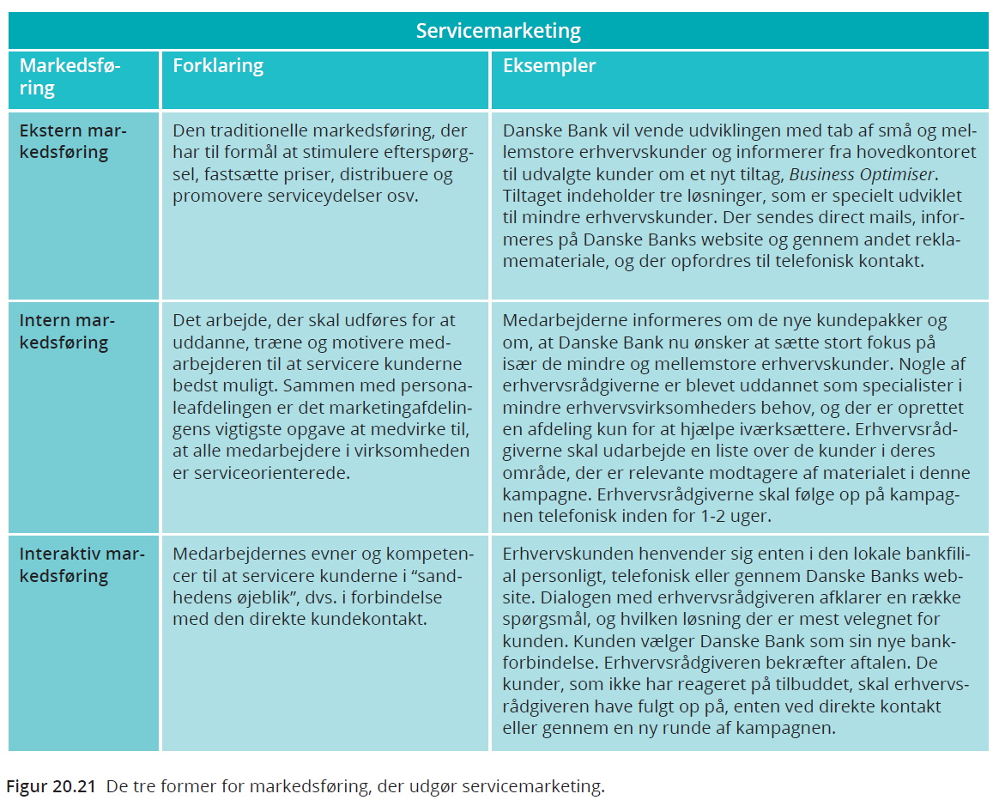 Servicemarketing
Markedsfø-
ring
Forklaring
Eksempler
Ekstern mar-
kedsføring
Den traditionelle markedsføring, der
har til formål at stimulere efterspørg-
sel, fastsætte priser, distribuere og
promovere serviceydelser osv.
Danske Bank vil vende udviklingen med tab af små og mel-
lemstore erhvervskunder og informerer fra hovedkontoret
til udvalgte kunder om et nyt tiltag, Business Optimiser.
Tiltaget indeholder tre løsninger, som er specielt udviklet
til mindre erhvervskunder. Der sendes direct mails, infor-
meres på Danske Banks website og gennem andet rekla-
memateriale, og der opfordres til telefonisk kontakt.
Intern mar-
kedsføring
Det arbejde, der skal udføres for at
uddanne, træne og motivere med-
arbejderen til at servicere kunderne
bedst muligt. Sammen med persona-
leafdelingen er det marketingafdelin-
gens vigtigste opgave at medvirke til,
at alle medarbejdere i virksomheden
er serviceorienterede.
Medarbejderne informeres om de nye kundepakker og
om, at Danske Bank nu ønsker at sætte stort fokus på
især de mindre og mellemstore erhvervskunder. Nogle af
erhvervsrådgiverne er blevet uddannet som specialister i
mindre erhvervsvirksomheders behov, og der er oprettet
en afdeling kun for at hjælpe iværksættere. Erhvervsråd-
giverne skal udarbejde en liste over de kunder i deres
område, der er relevante modtagere af materialet i denne
kampagne. Erhvervsrådgiverne skal følge op på kampag-
nen telefonisk inden for 1-2 uger.
Interaktiv mar-
kedsføring
Medarbejdernes evner og kompeten-
cer til at servicere kunderne i “sand-
hedens øjeblik”, dvs. i forbindelse
med den direkte kundekontakt.
Erhvervskunden henvender sig enten i den lokale bankfili-
al personligt, telefonisk eller gennem Danske Banks web-
site. Dialogen med erhvervsrådgiveren afklarer en række
spørgsmål, og hvilken løsning der er mest velegnet for
kunden. Kunden vælger Danske Bank som sin nye bank-
forbindelse. Erhvervsrådgiveren bekræfter aftalen. De
kunder, som ikke har reageret på tilbuddet, skal erhvervs-
rådgiveren have fulgt op på, enten ved direkte kontakt
eller gennem en ny runde af kampagnen.
Figur 20.21 De tre former for markedsføring, der udgør servicemarketing.